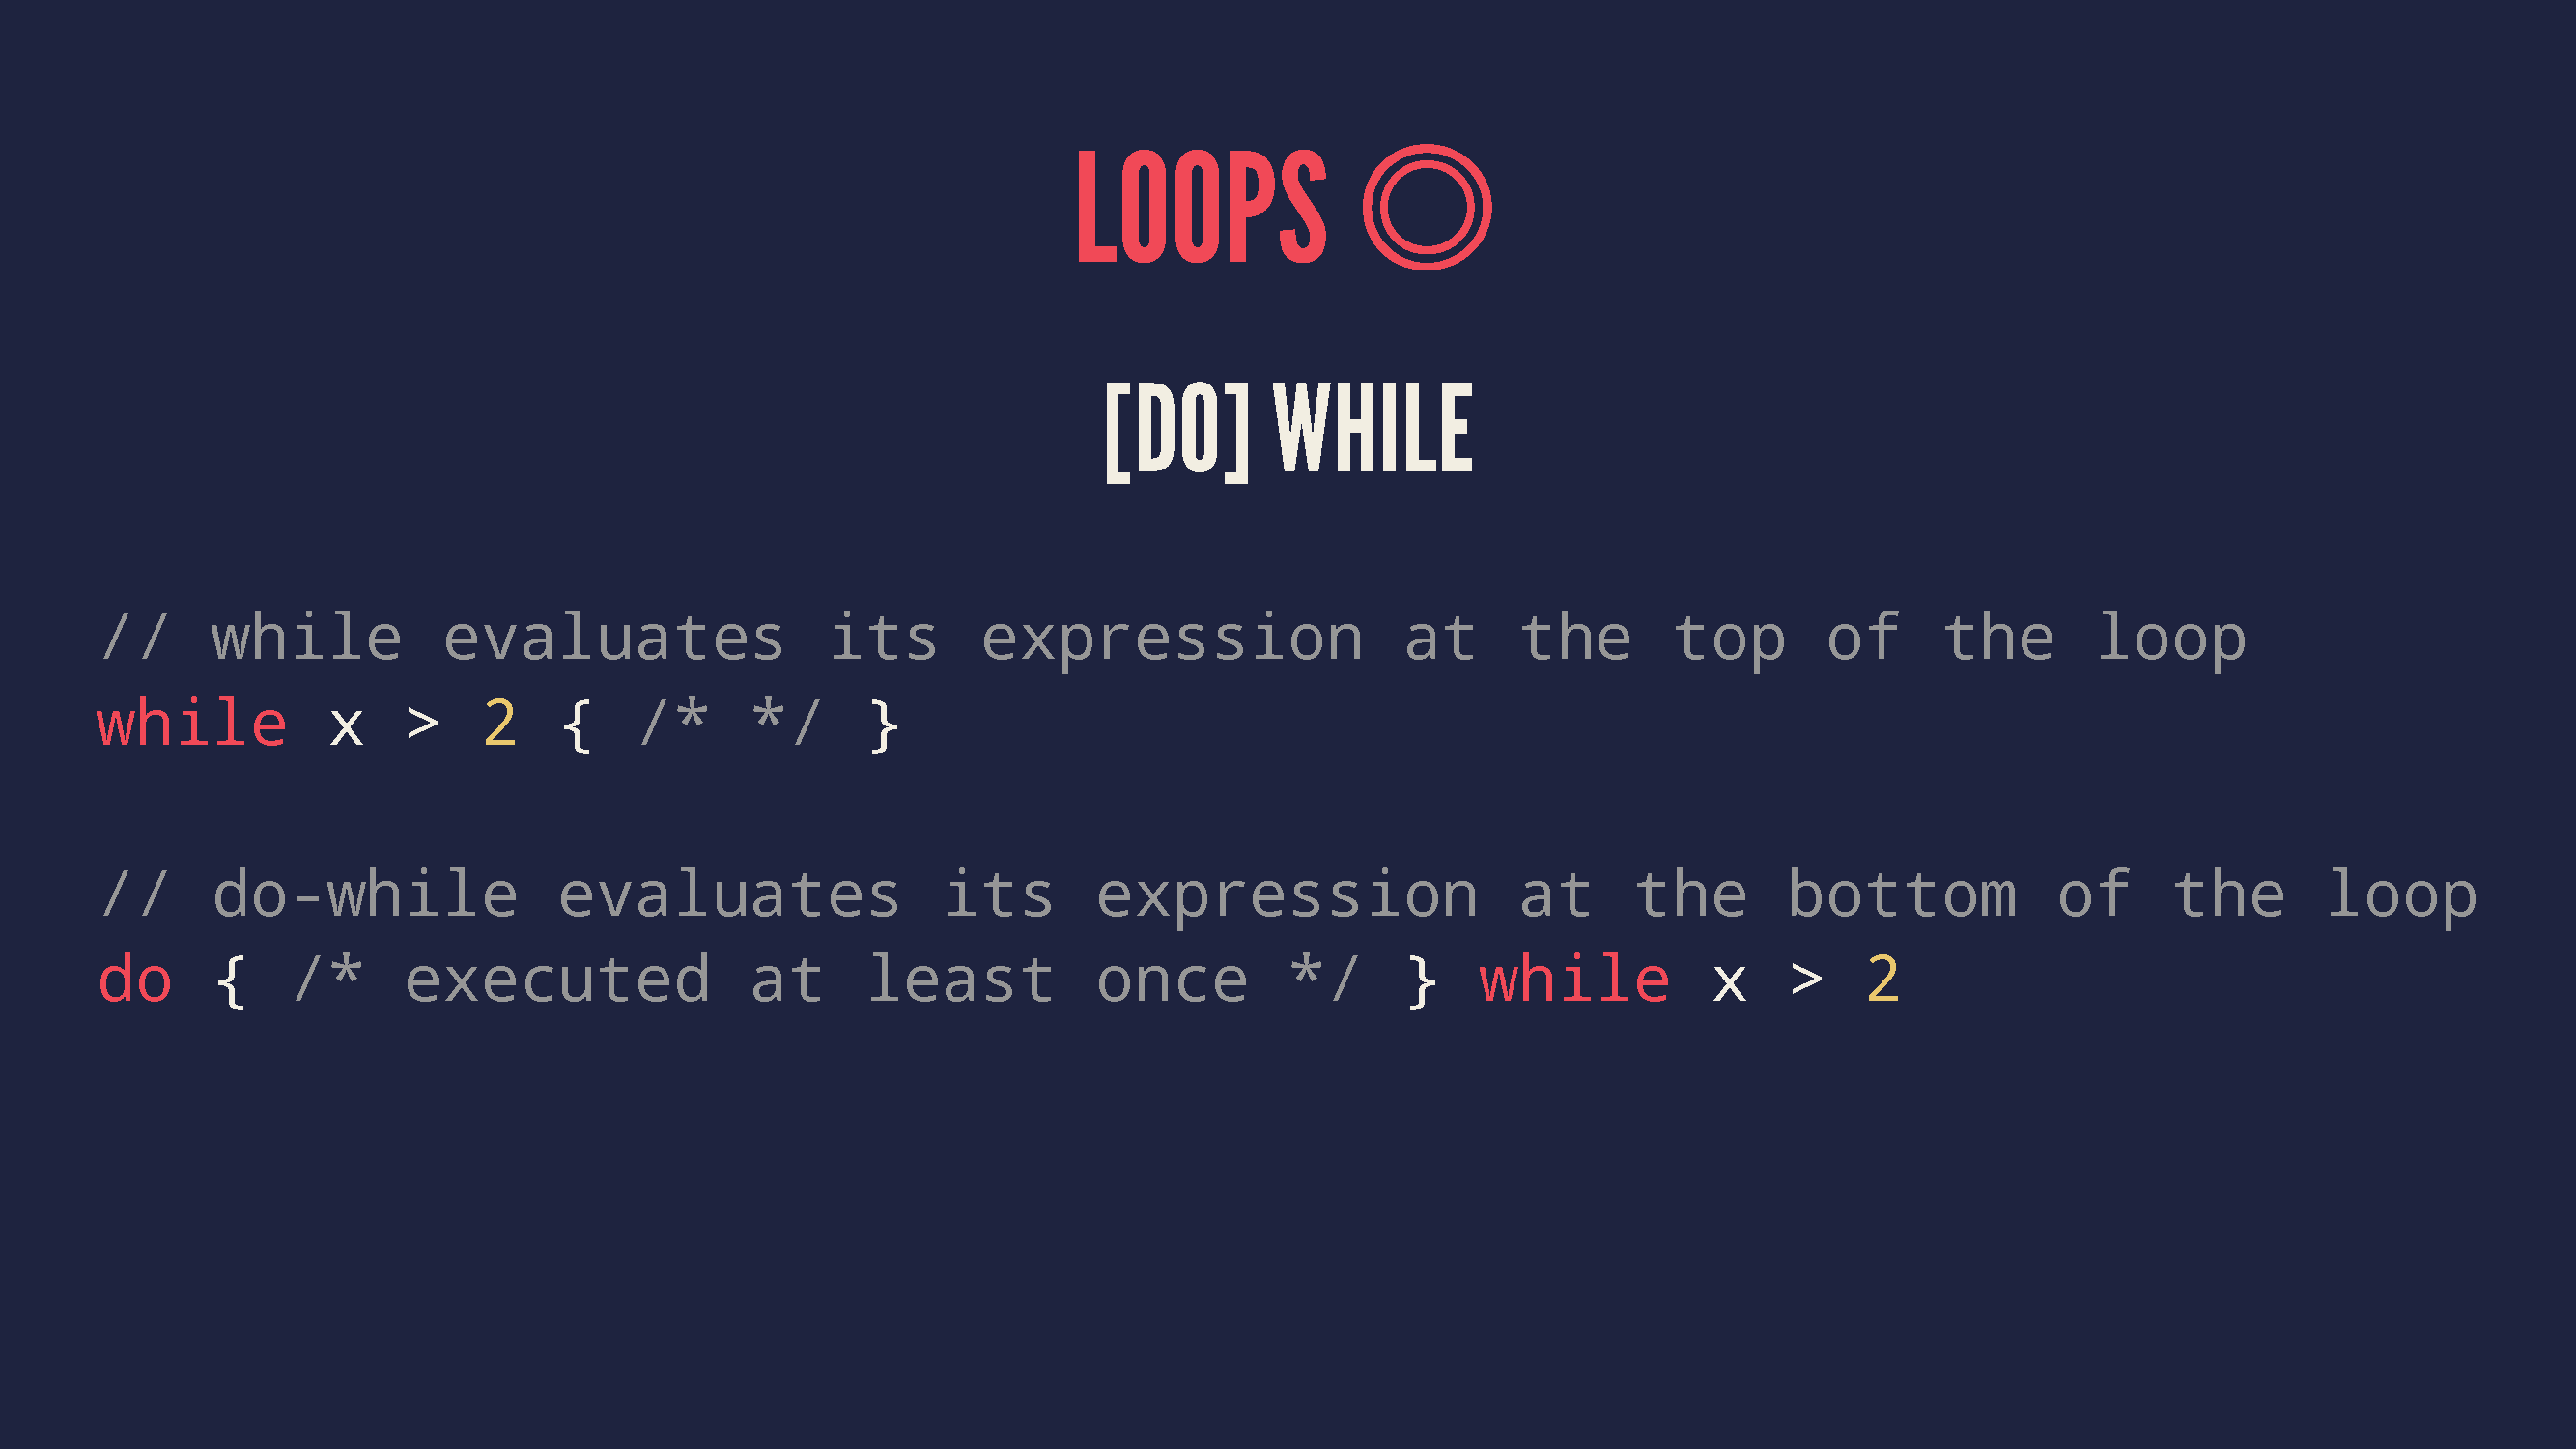 LOOPS ◎
[DO] WHILE
// while evaluates its expression at the top of the loop
while x > 2 { /* */ }
// do-while evaluates its expression at the bottom of the loop
do { /* executed at least once */ } while x > 2